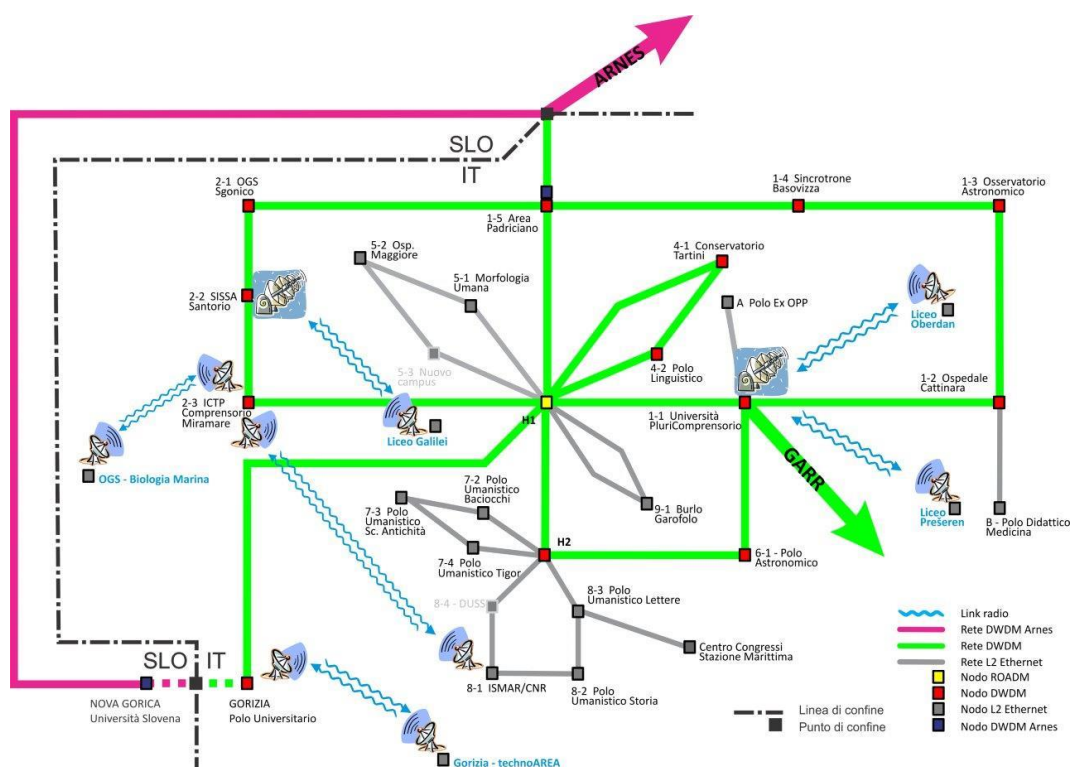 ARNES
SLO
IT
2-1 OGS
Sgonico
1-4 Sincrotrone
Basovizza
1-3 Osservatorio
Astronomico
1-5 Area
Padriciano
5-2 Osp.
Maggiore
5-1 Morfologia
Umana
4-1 Conservatorio
Tartini
2-2 SISSA
Santorio
A Polo Ex OPP
Liceo
Oberdan
5-3 Nuovo
campus
4-2 Polo
Linguistico
2-3 ICTP
Comprensorio
Miramare
H1
1-1 Università
PluriComprensorio
1-2 Ospedale
Cattinara
Liceo Galilei
OGS - Biologia Marina
GARR
7-2 Polo
Umanistico
Baciocchi
7-3 Polo
Umanistico
Sc. Antichità
9-1 Burlo
Garofolo
Liceo
Prešeren
B - Polo Didattico
Medicina
H2
7-4 Polo
Umanistico Tigor
6-1 - Polo
Astronomico
8-4 - DUSS
8-3 Polo
Umanistico Lettere
Centro Congressi
Stazione Marittima
8-1 ISMAR/CNR
8-2 Polo
Umanistico Storia
SLO
IT
NOVA GORICA
Università Slovena
GORIZIA
Polo Universitario
Gorizia - technoAREA
Linea di confine
Punto di confine
Link radio
Rete DWDM Arnes
Rete DWDM
Rete L2 Ethernet
Nodo ROADM
Nodo DWDM
Nodo L2 Ethernet
Nodo DWDM Arnes